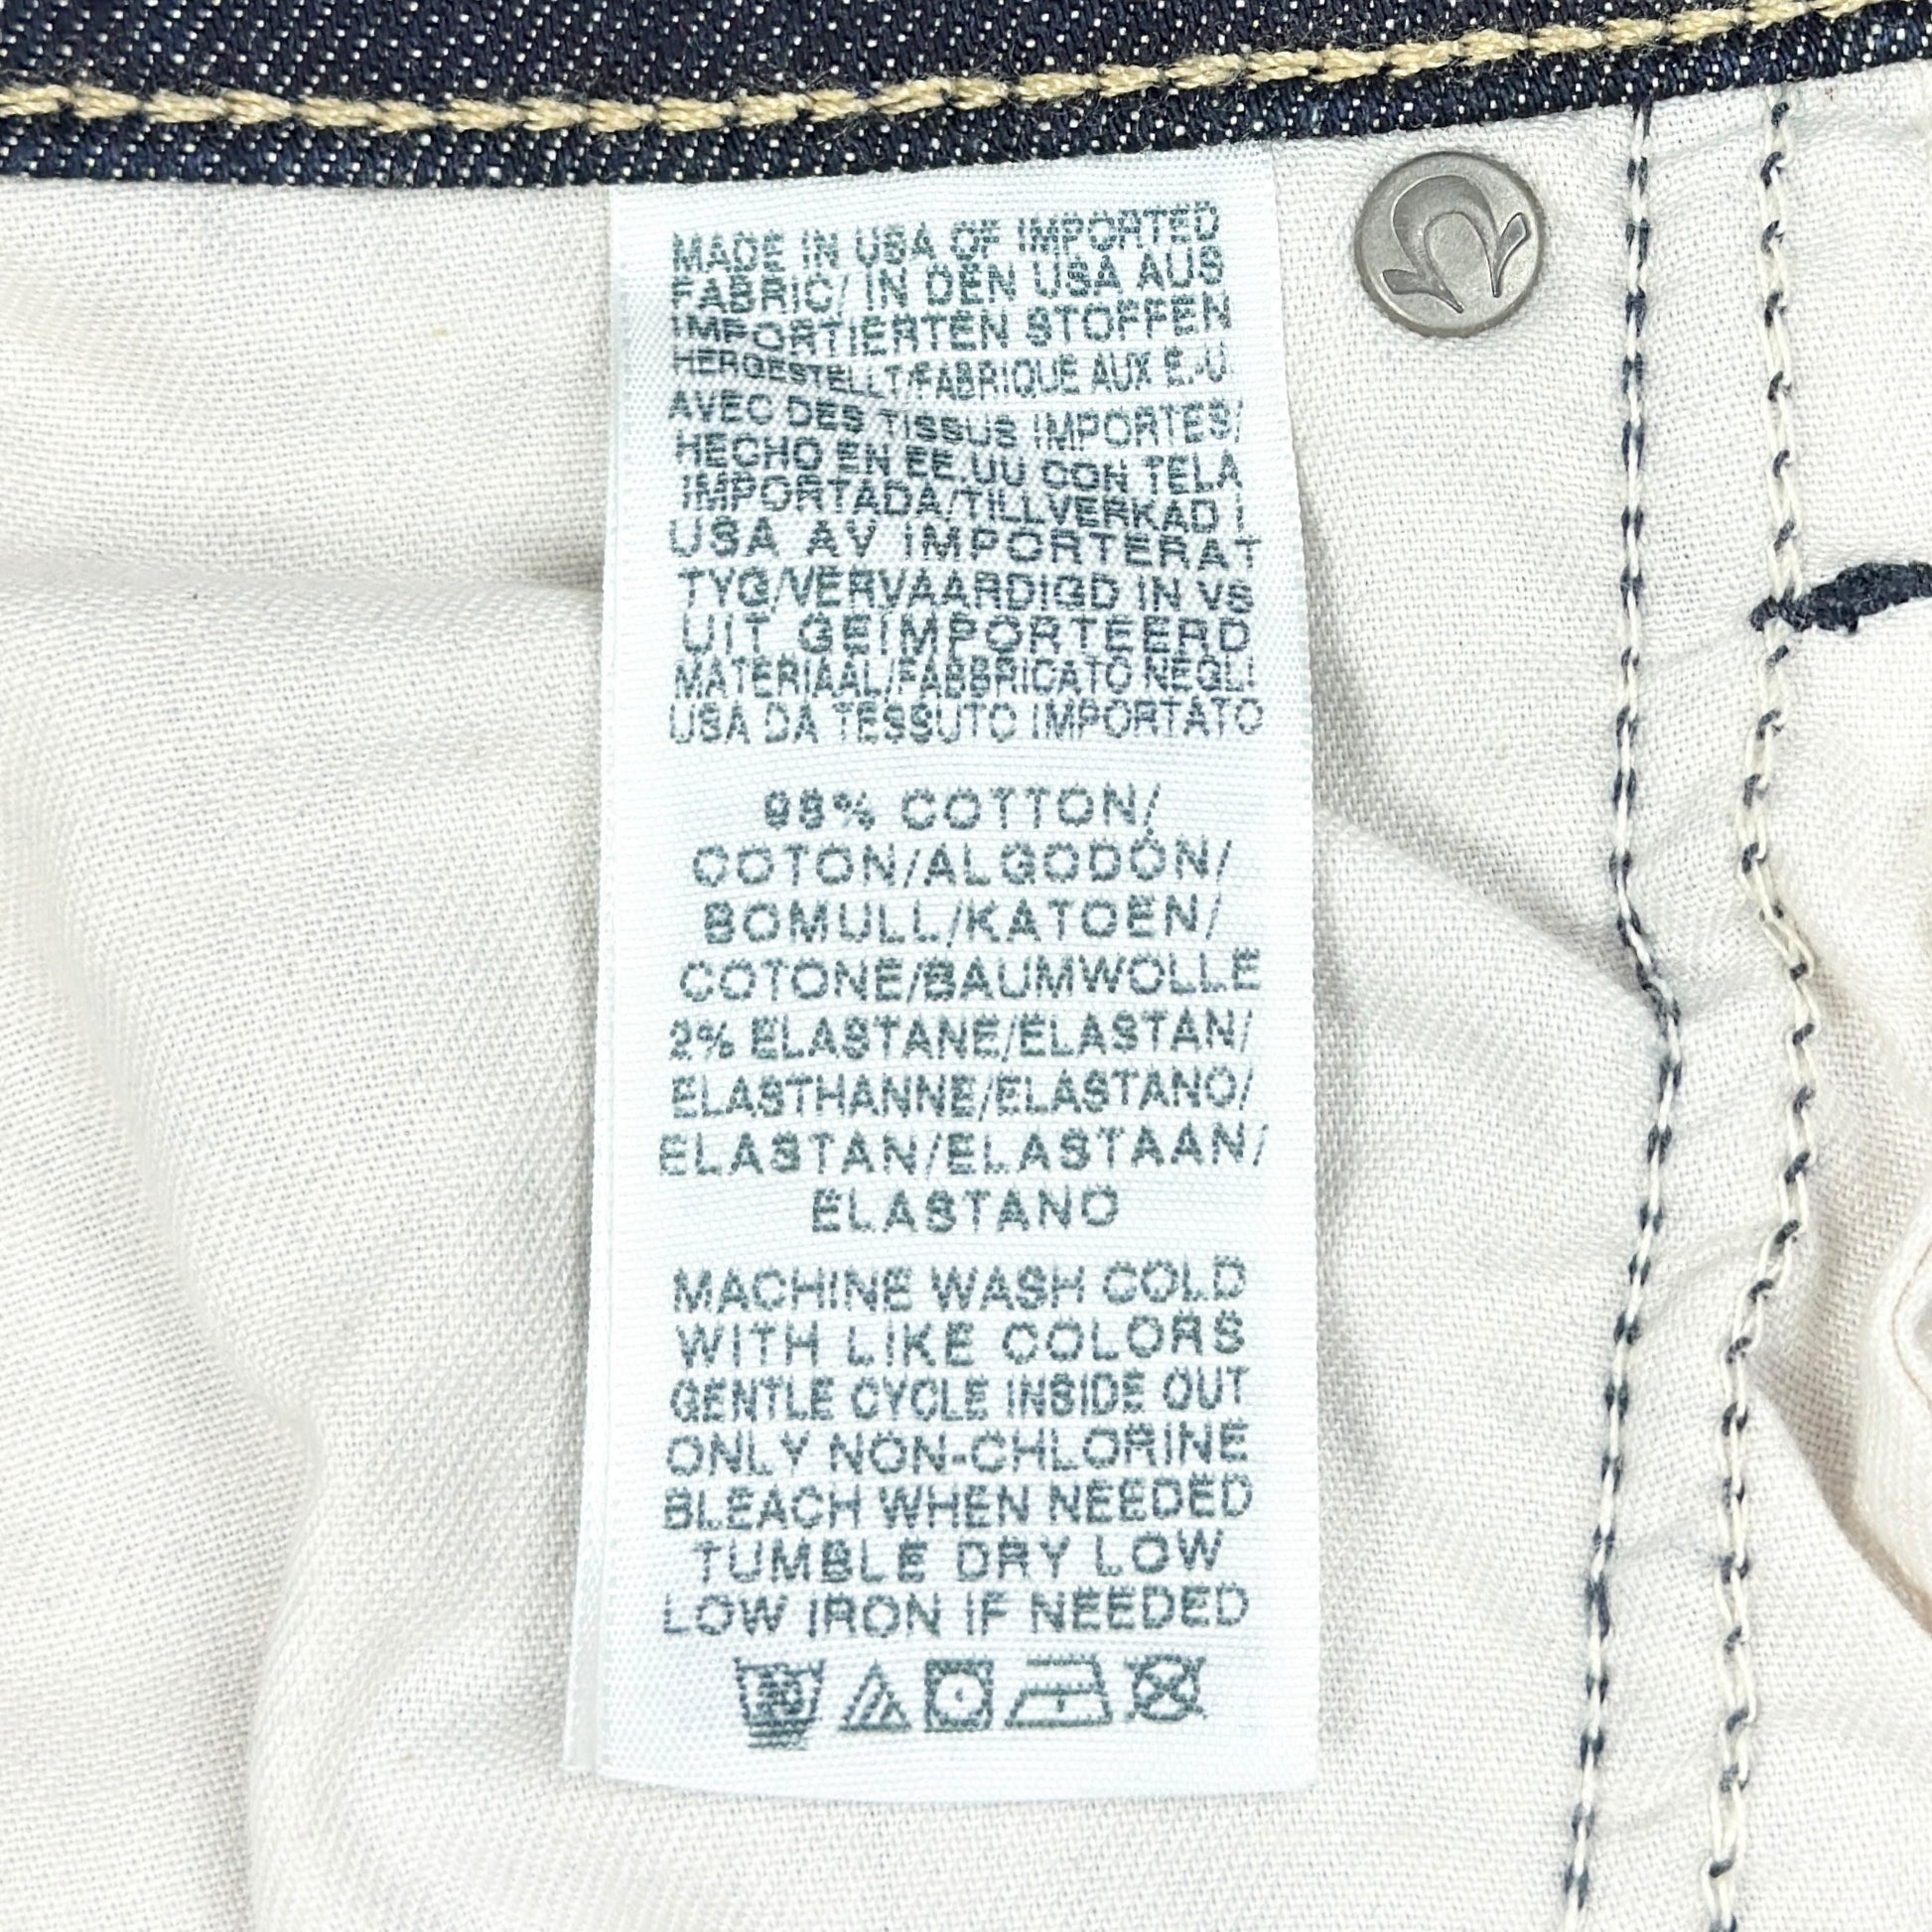 MADE IN USA OF IMPORTED
FABRIC/ IN DEN USA AUS
IMPORTIERTEN STOFFEN
HERGESTELLT/FABRIQUE AUX E.-U.
AVEC DES TISSUS IMPORTES/
HECHO EN EE.UU CON TELA
IMPORTADA/TILLVERKAD I
USA AV IMPORTERAT
TYG/VERVAARDIGD IN VS
UIT GEIMPORTEERD
MATERIAAL/FABBRICATO NEGLI
USA DA TESSUTO IMPORTATO
98% COTTON/
COTON/ALGODÓN/
BOMULL/KATOEN/
COTONE/BAUMWOLLE
2% ELASTANE/ELASTAN/
ELASTHANNE/ELASTANO/
ELASTAN/ELASTAAN/
ELASTANO
MACHINE WASH COLD
WITH LIKE COLORS
GENTLE CYCLE INSIDE OUT
ONLY NON-CHLORINE
BLEACH WHEN NEEDED
TUMBLE DRY LOW
LOW IRON IF NEEDED